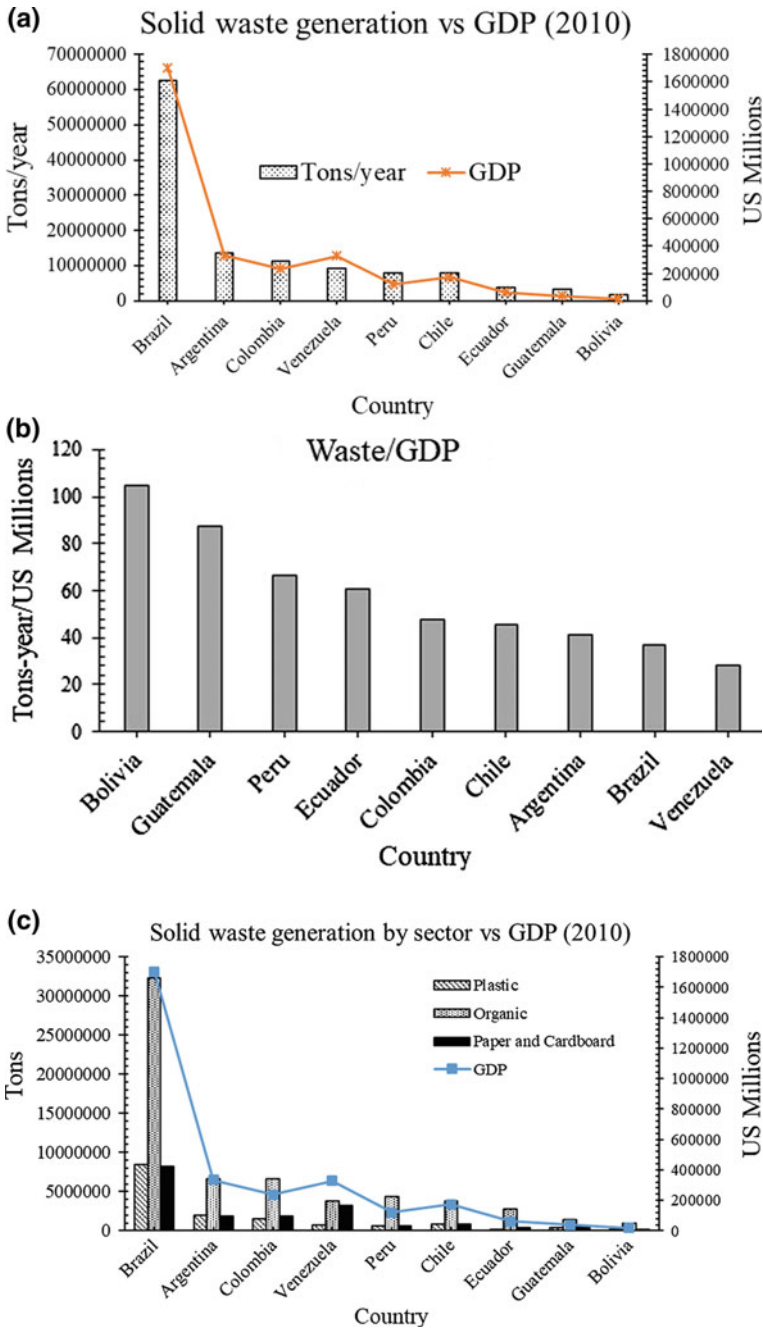 (a)
Solid waste generation vs GDP (2010)
70000000
60000000
50000000
40000000
30000000
20000000
10000000
0
Tons/year
Tons/year
GDP
1800000
1600000
1400000
1200000
1000000
800000
600000
400000
200000
0
US Millions
Brazil
Argentina
Colombia
Venezuela
Peru
Chile
Ecuador
Guatemala
Bolivia
Country
(b)
Waste/GDP
120
100
80
60
40
20
0
Tons-year/US Millions
Bolivia
Guatemala
Peru
Ecuador
Colombia
Chile
Argentina
Brazil
Venezuela
Country
(c)
Solid waste generation by sector vs GDP (2010)
35000000
30000000
25000000
20000000
15000000
10000000
5000000
0
Tons
Plastic
Organic
Paper and Cardboard
GDP
1800000
1600000
1400000
1200000
1000000
800000
600000
400000
200000
0
US Millions
Brazil
Argentina
Colombia
Venezuela
Peru
Chile
Ecuador
Guatemala
Bolivia
Country